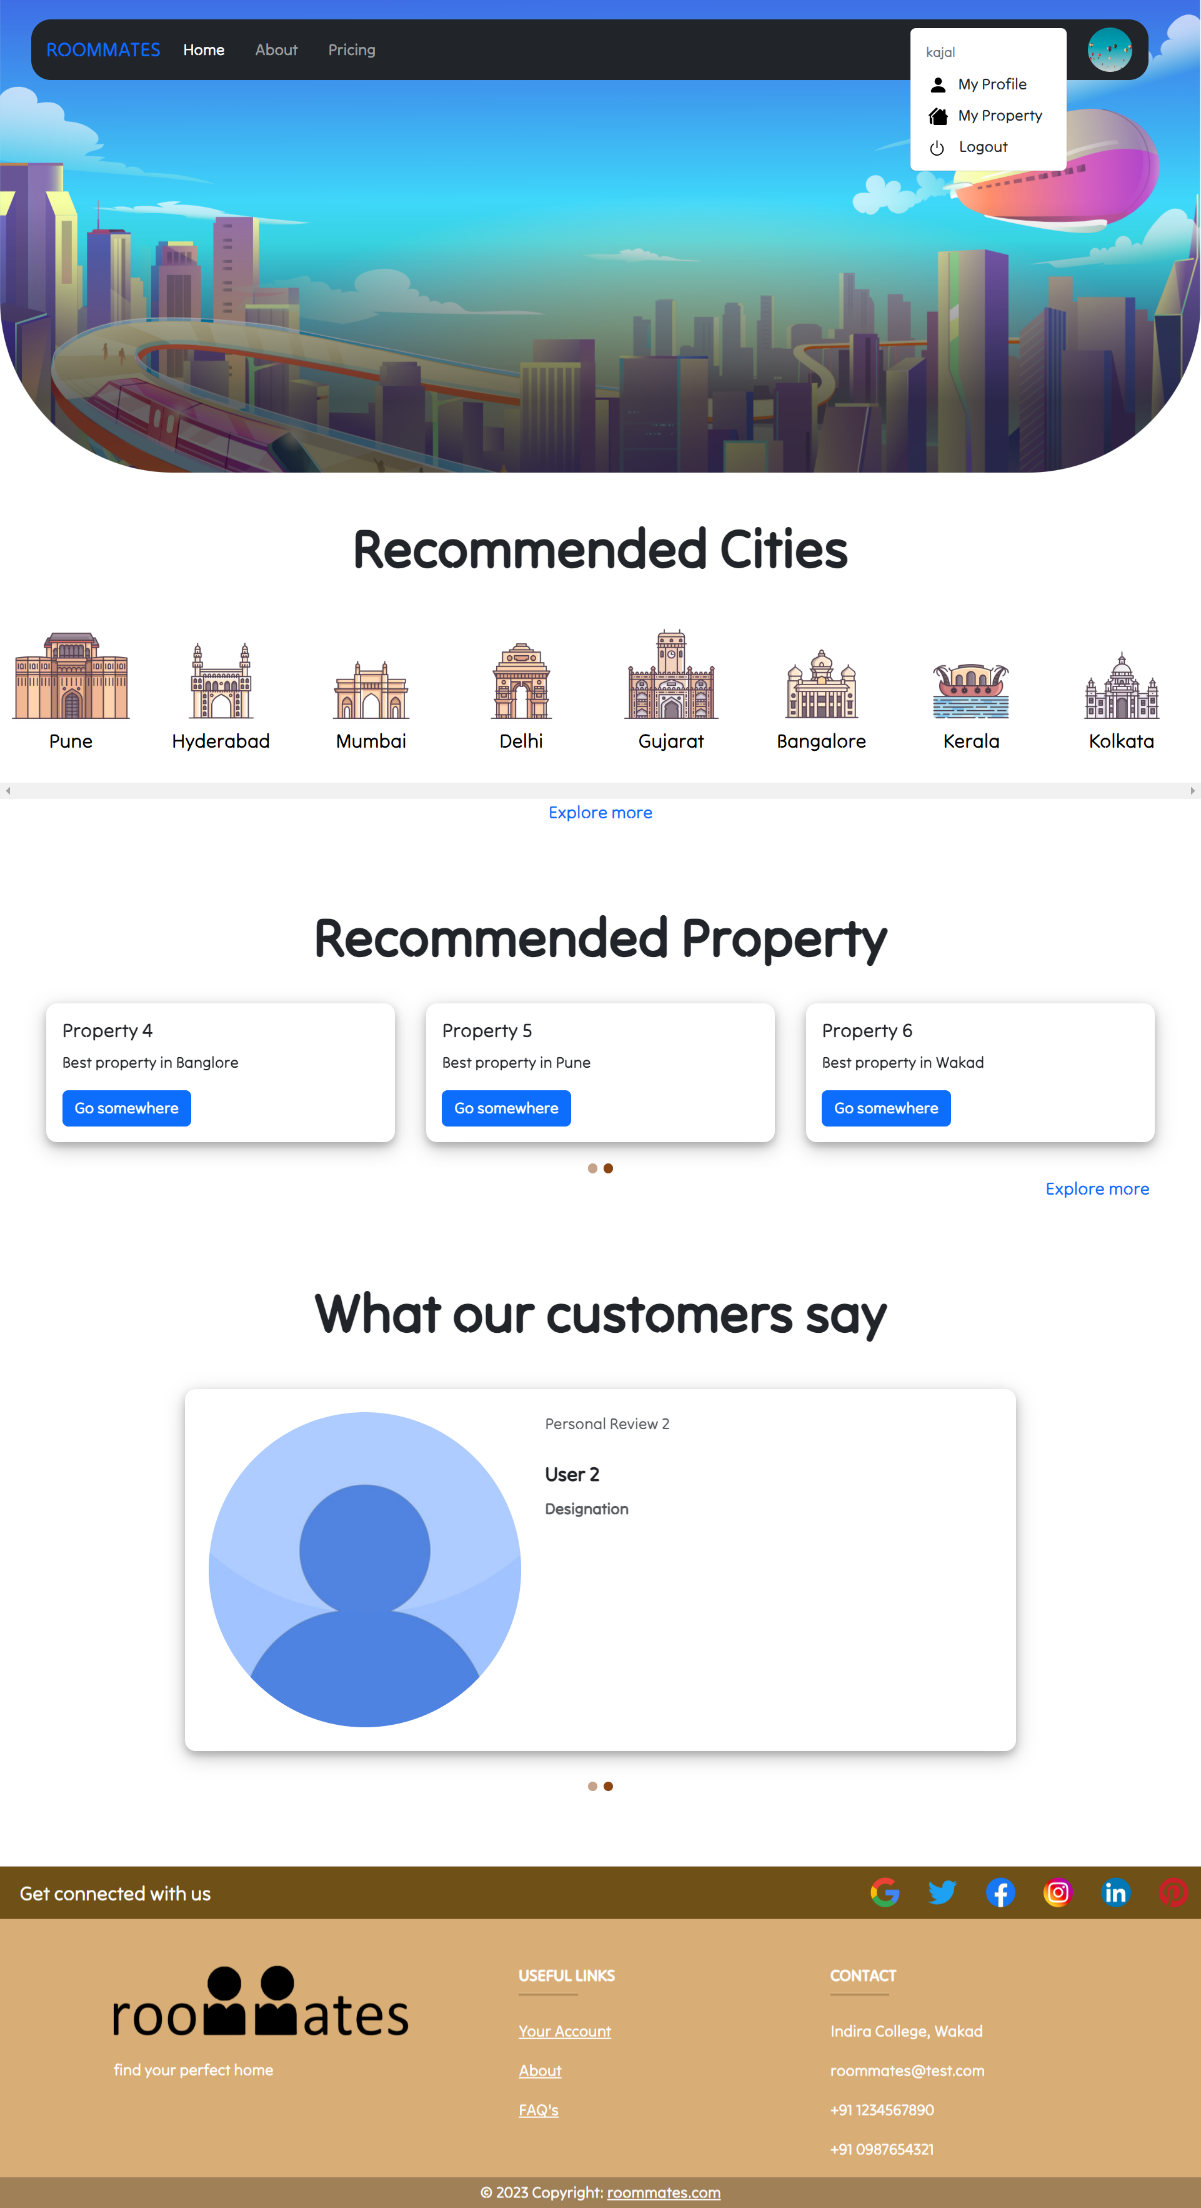 ROOMMATES Home About Pricing
kajal
My Profile
My Property
Logout
Recommended Cities
Pune Hyderabad Mumbai Delhi Gujarat Bangalore Kerala Kolkata
Explore more
Recommended Property
Property 4
Best property in Banglore
Go somewhere
Property 5
Best property in Pune
Go somewhere
Property 6
Best property in Wakad
Go somewhere
Explore more
What our customers say
Personal Review 2
User 2
Designation
Get connected with us
roommates
find your perfect home
USEFUL LINKS
Your Account
About
FAQ's
CONTACT
Indira College, Wakad
roommates@test.com
+91 1234567890
+91 0987654321
© 2023 Copyright: roommates.com